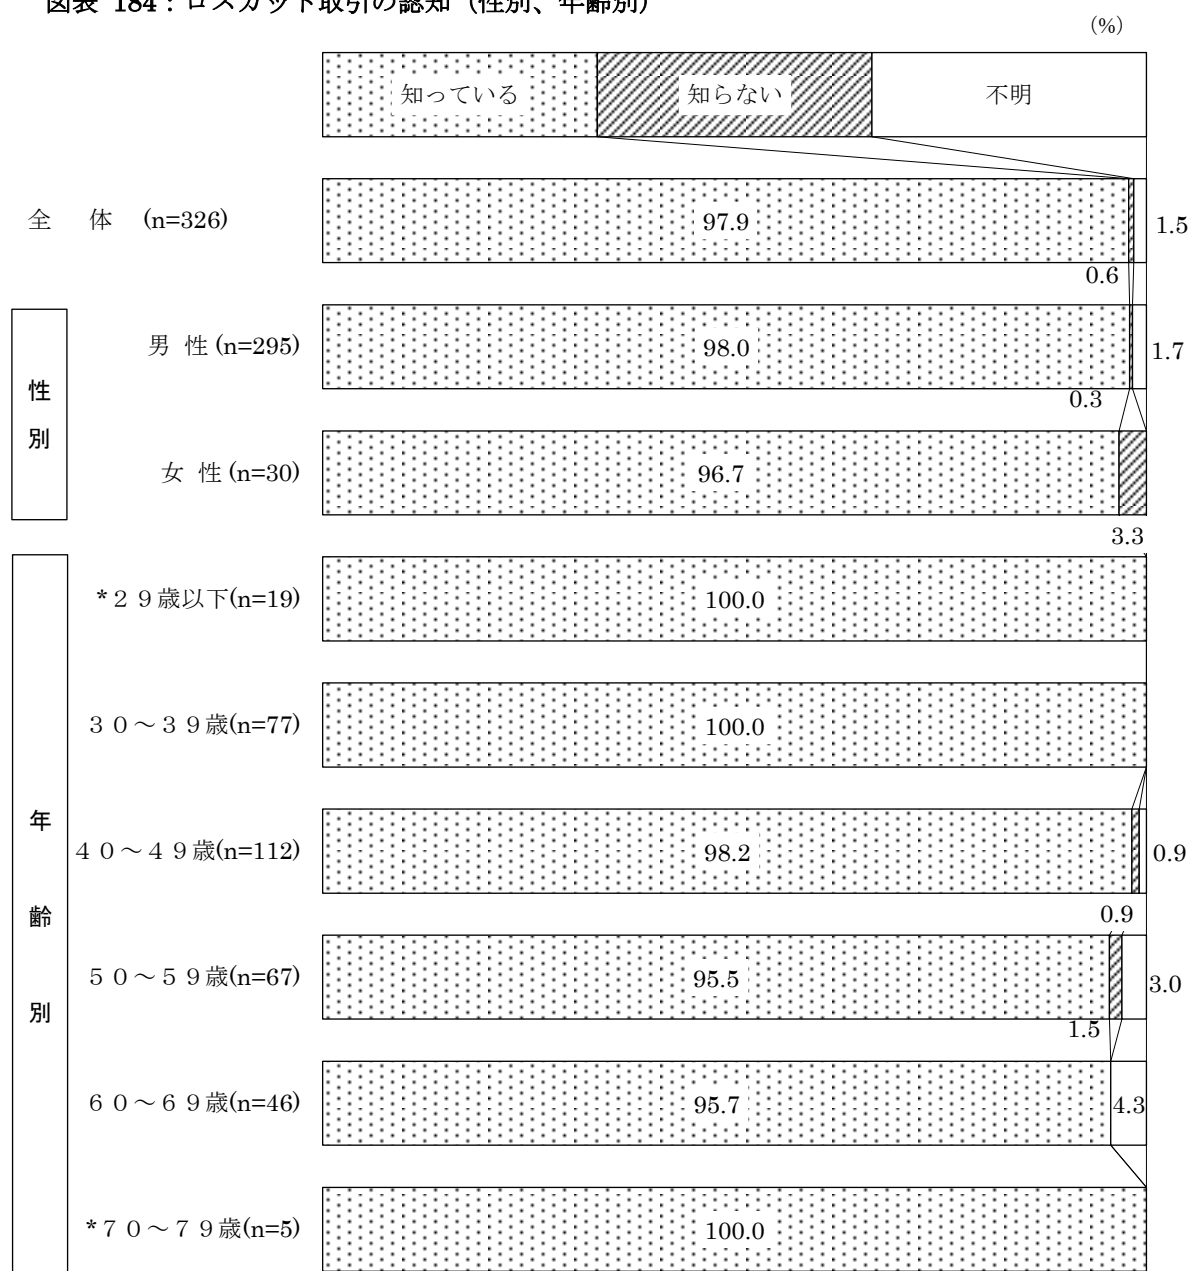 図表 184：ロスカット取引の認知（性別、年齢別）
（%）
知っている 知らない 不明
全 体 (n=326) 97.9 0.6 1.5
性別
男 性 (n=295) 98.0 0.3 1.7
女 性 (n=30) 96.7 3.3
年齢別
*２９歳以下(n=19) 100.0
３０～３９歳(n=77) 100.0
４０～４９歳(n=112) 98.2 0.9 0.9
５０～５９歳(n=67) 95.5 1.5 3.0
６０～６９歳(n=46) 95.7 4.3
*７０～７９歳(n=5) 100.0